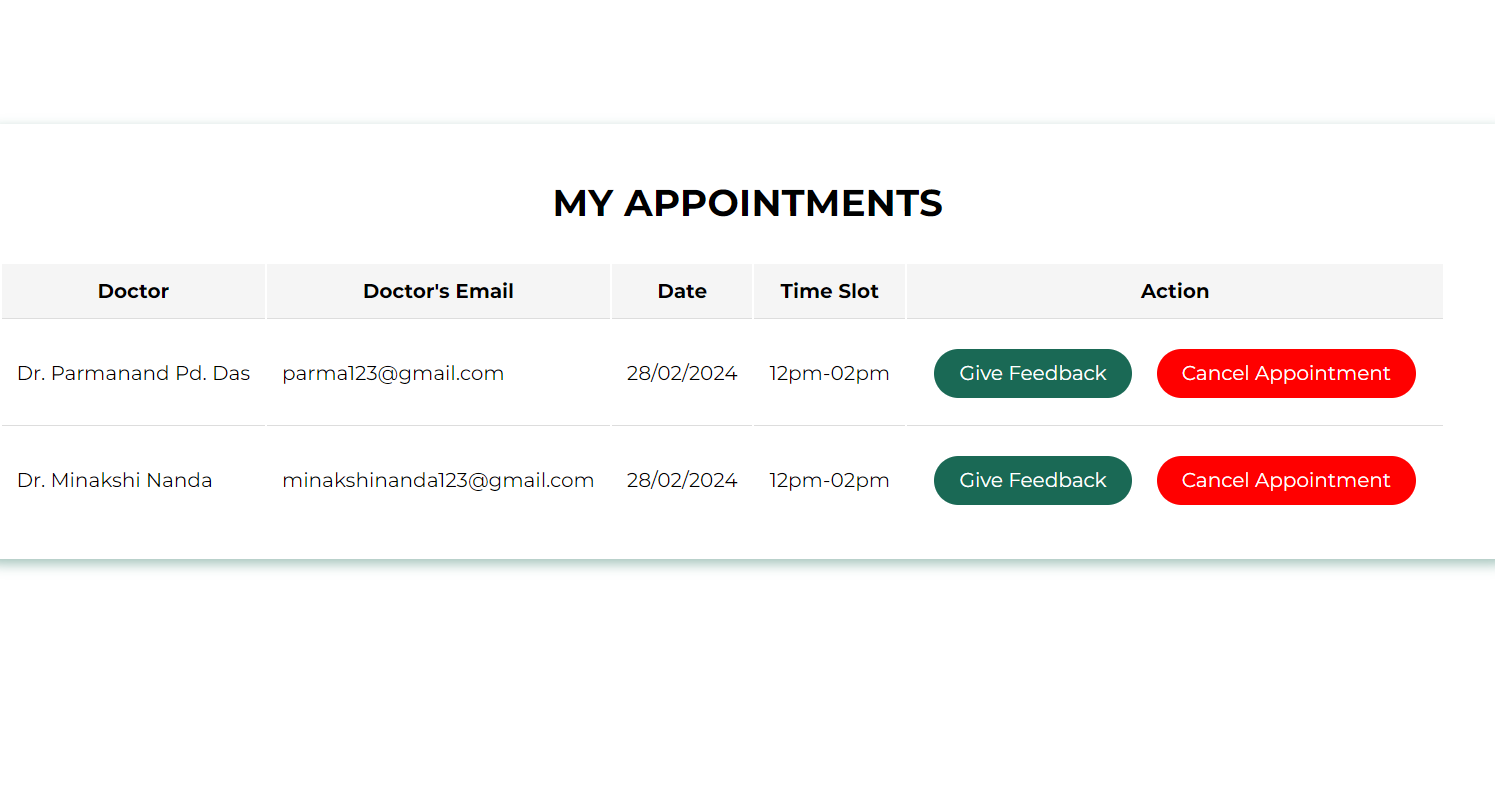 MY APPOINTMENTS
Doctor Doctor's Email Date Time Slot Action
Dr. Parmanand Pd. Das parma123@gmail.com 28/02/2024 12pm-02pm Give Feedback Cancel Appointment
Dr. Minakshi Nanda minakshinanda123@gmail.com 28/02/2024 12pm-02pm Give Feedback Cancel Appointment